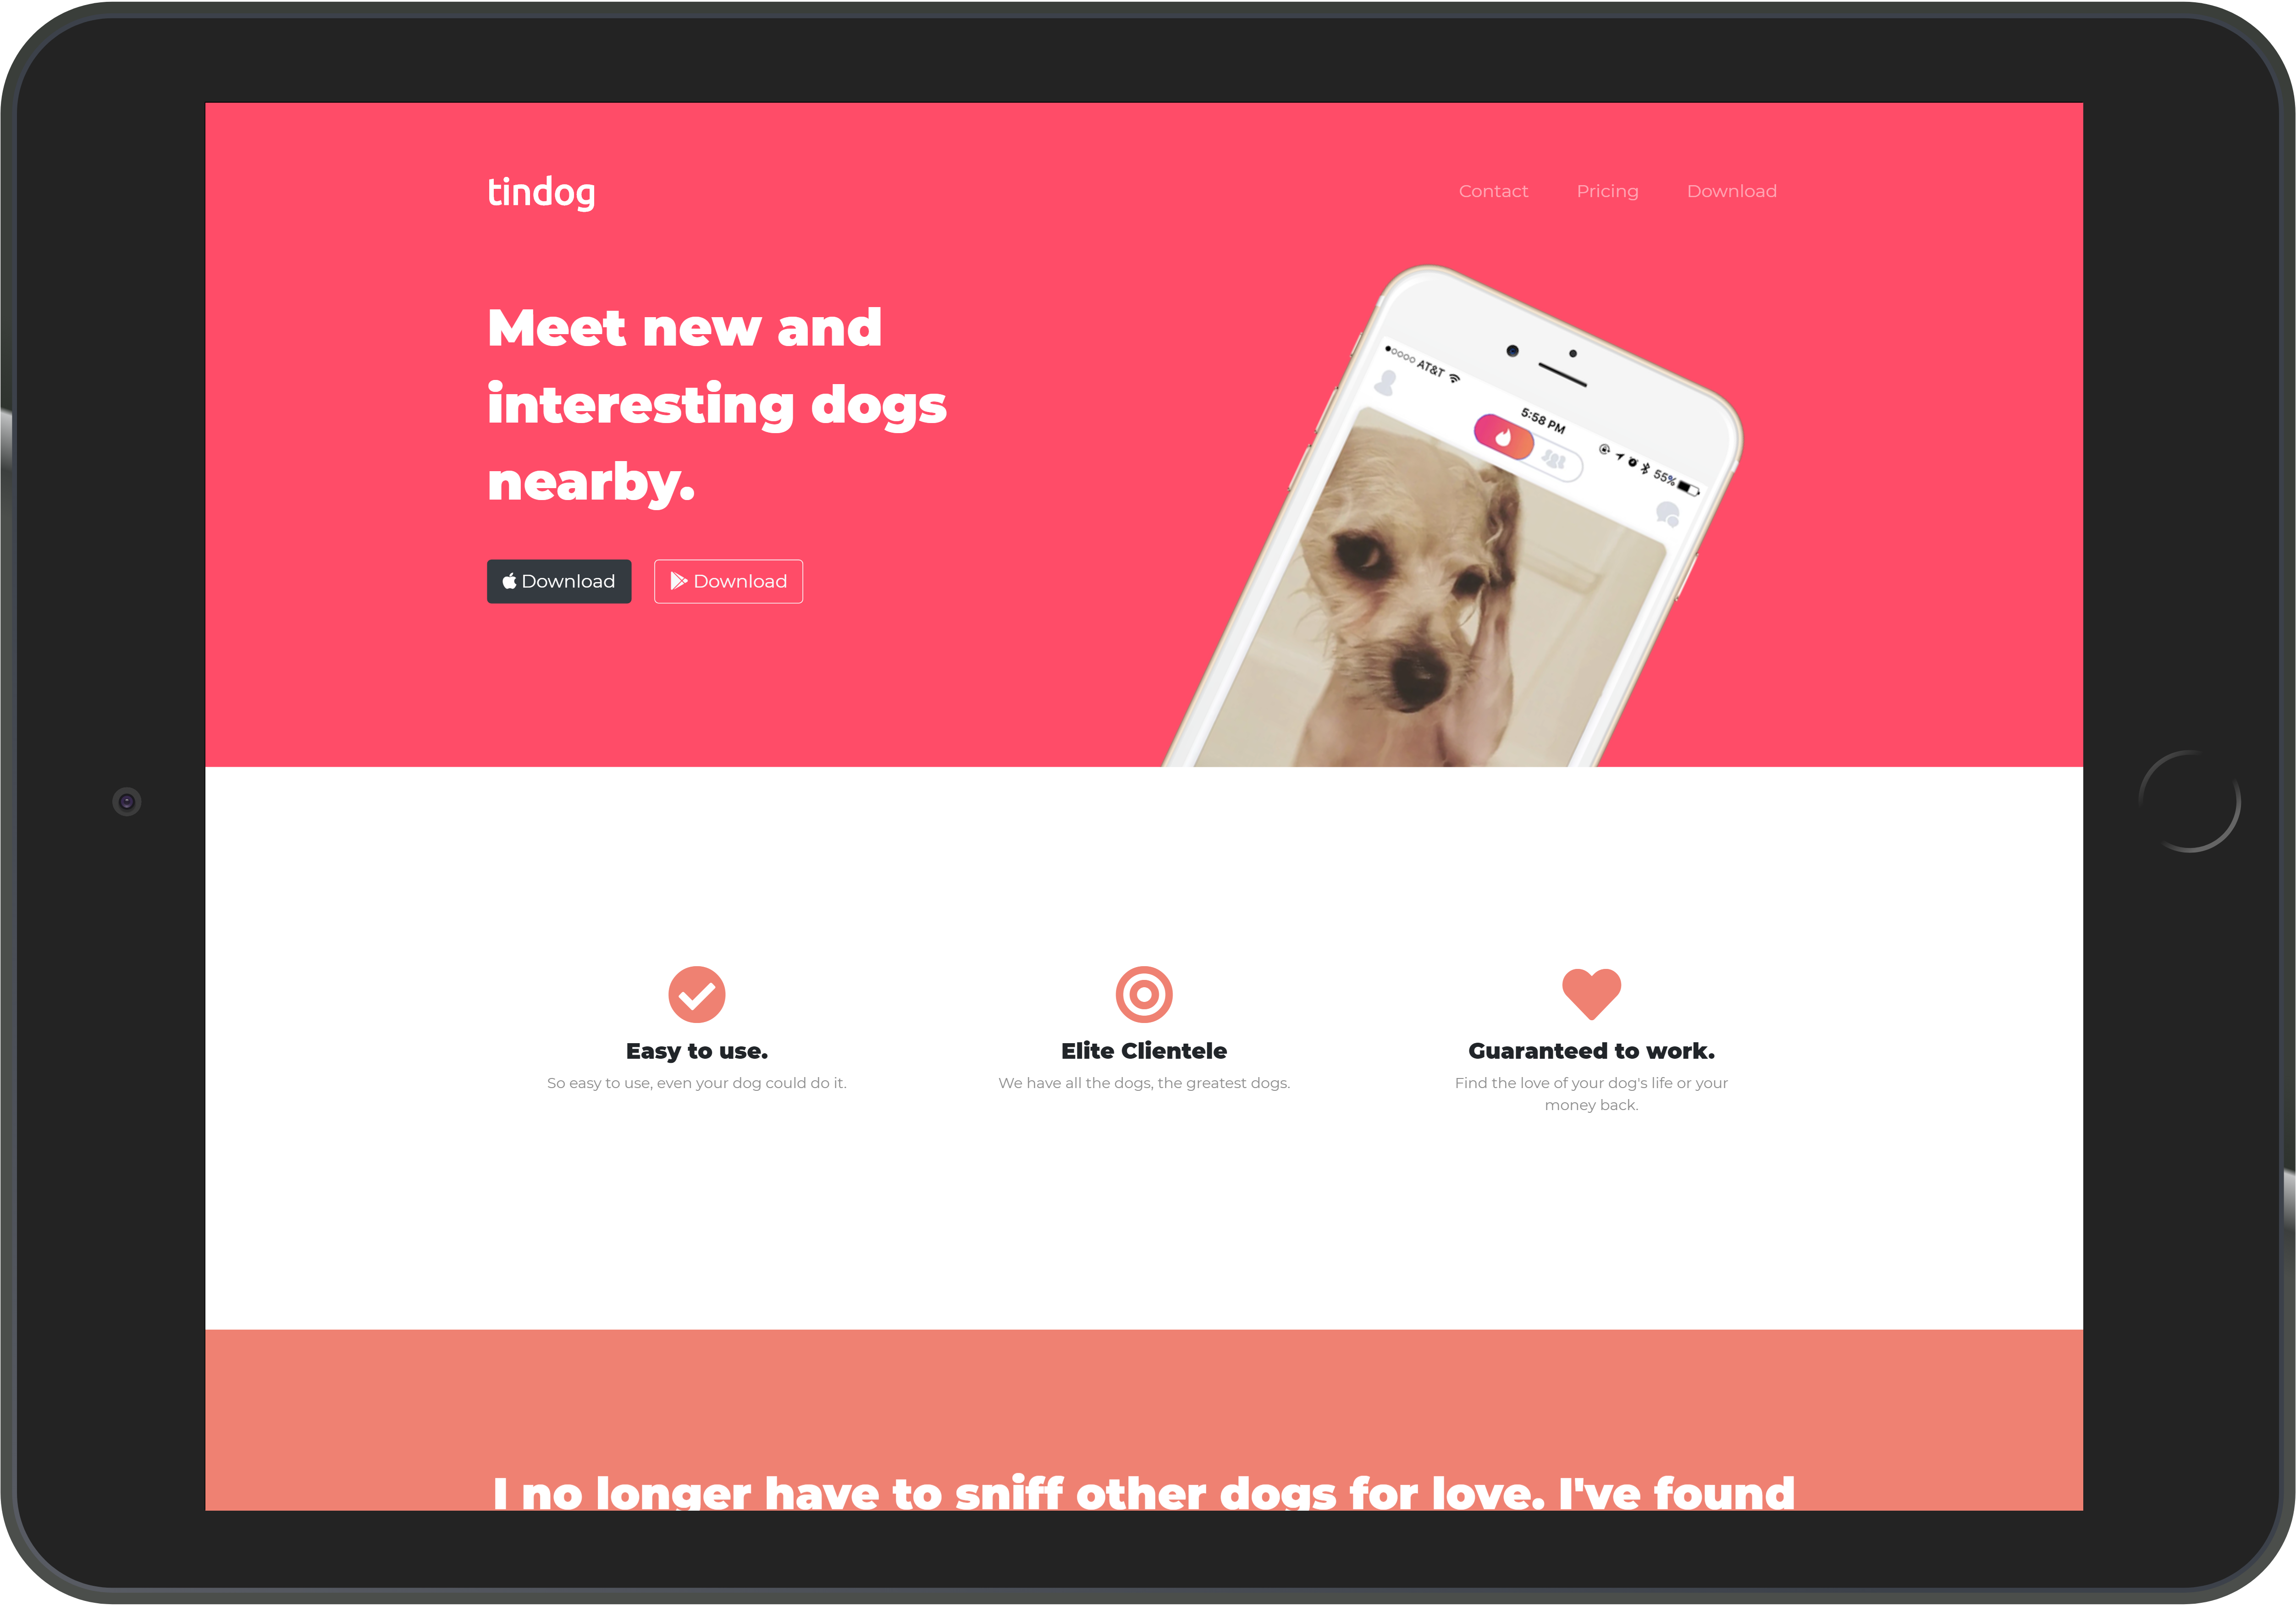 tindog
Contact Pricing Download
Meet new and
interesting dogs
nearby.
Download Download
AT&T
5:58 PM
55%
Easy to use.
So easy to use, even your dog could do it.
Elite Clientele
We have all the dogs, the greatest dogs.
Guaranteed to work.
Find the love of your dog's life or your
money back.
I no longer have to sniff other dogs for love. I've found